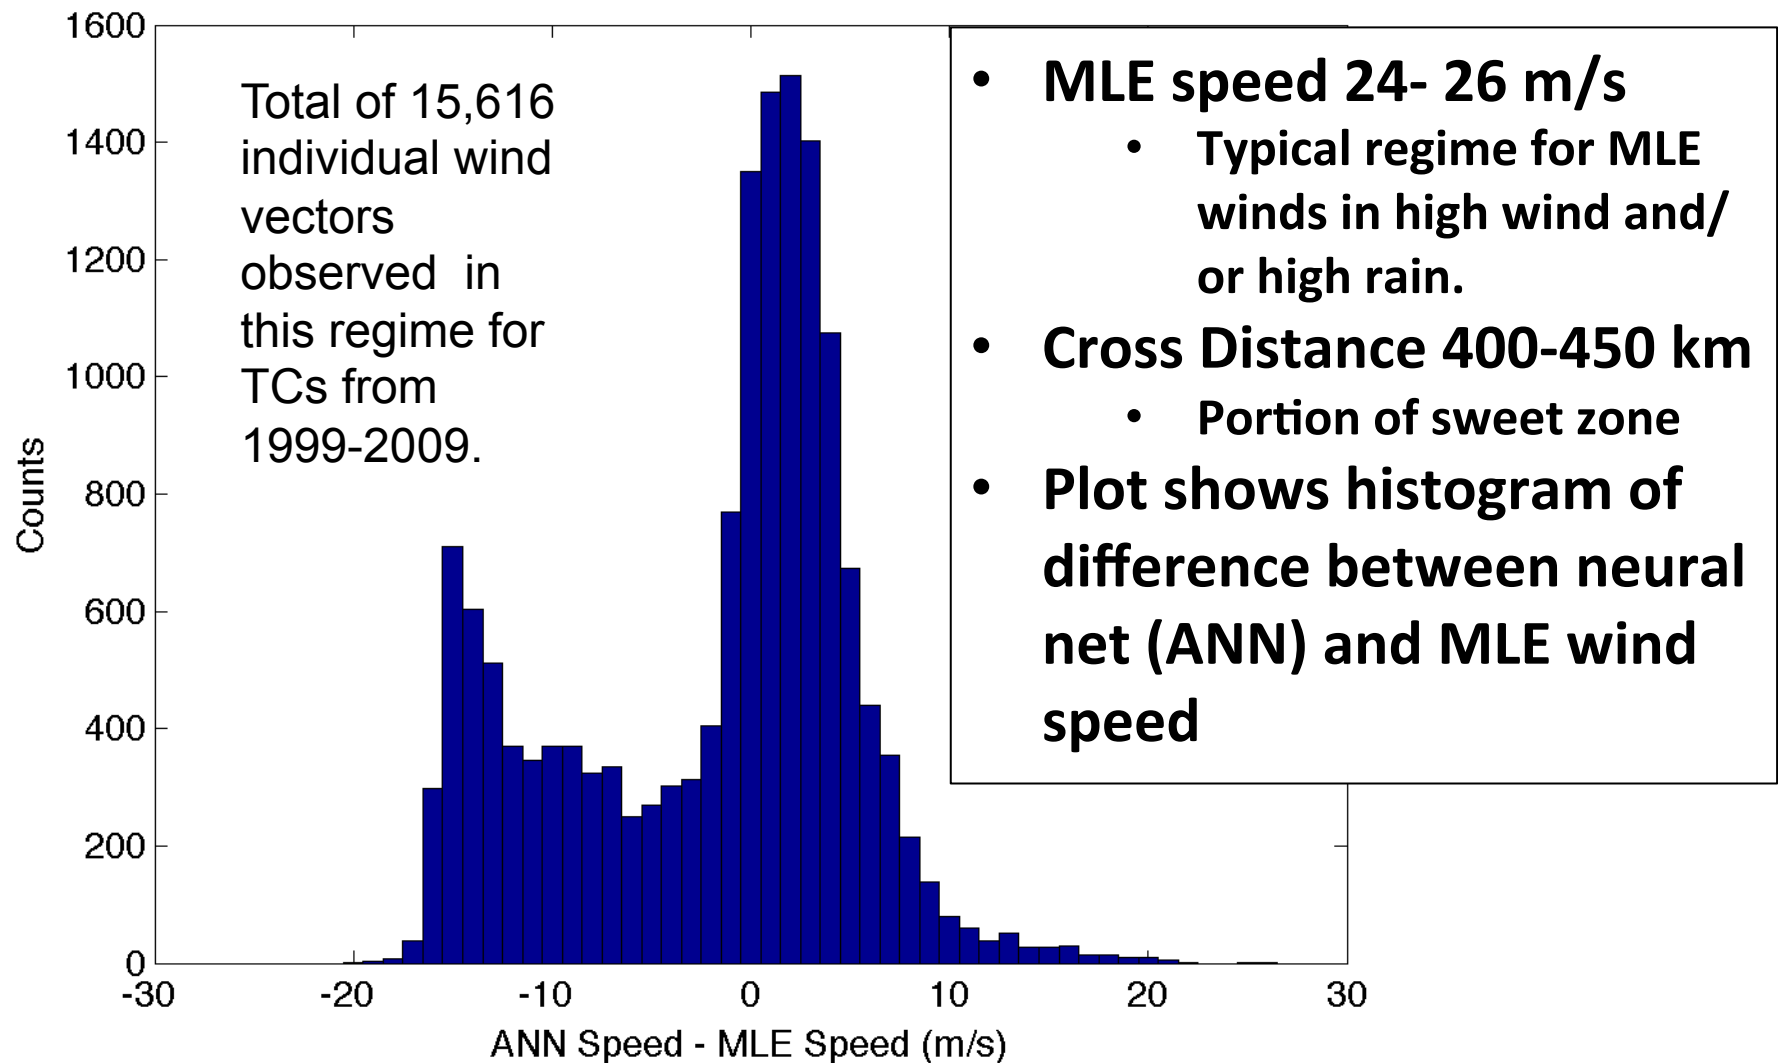 1600
1400
1200
1000
800
600
400
200
0
Counts
-30
-20
-10
0
10
20
30
ANN Speed - MLE Speed (m/s)
Total of 15,616
individual wind
vectors
observed in
this regime for
TCs from
1999-2009.
• MLE speed 24- 26 m/s
• Typical regime for MLE
winds in high wind and/
or high rain.
• Cross Distance 400-450 km
• Portion of sweet zone
• Plot shows histogram of
difference between neural
net (ANN) and MLE wind
speed